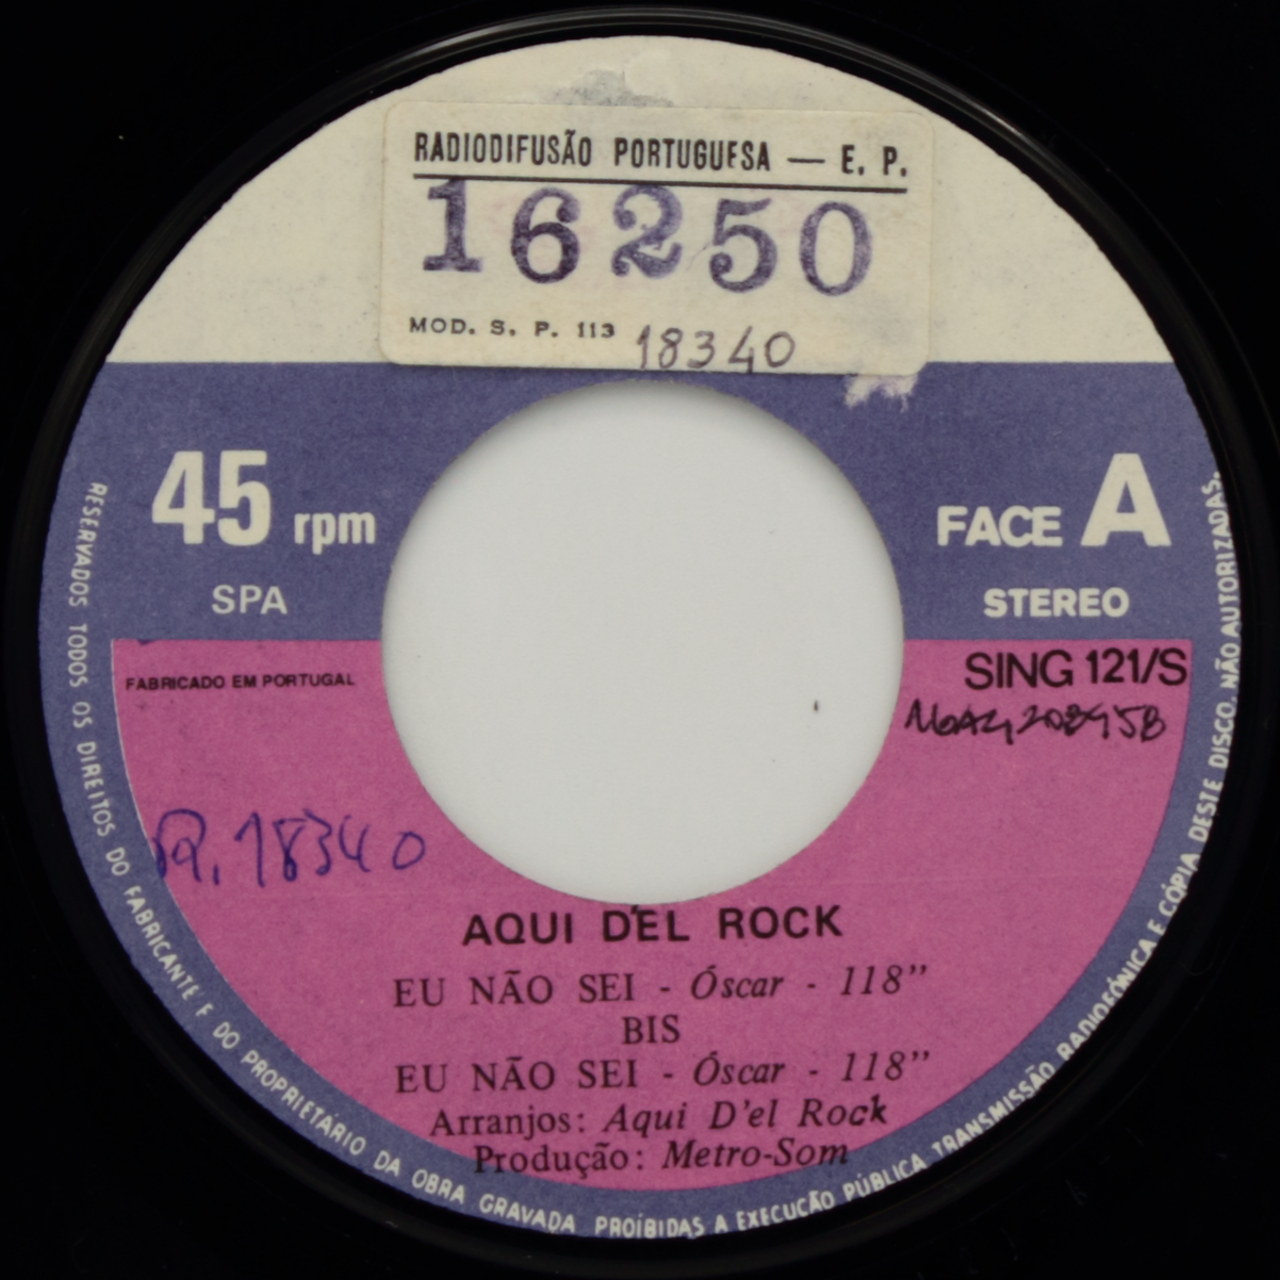 RADIODIFUSÃO PORTUGUESA — E. P.
16250
MOD. S. P. 113
18340
45 rpm
SPA
FACE A
STEREO
FABRICADO EM PORTUGAL
SING 121/S
R. 18340
AQUI D'EL ROCK
EU NÃO SEI - Óscar - 118"
BIS
EU NÃO SEI - Óscar - 118"
Arranjos: Aqui D'el Rock
Produção: Metro-Som
RESERVADOS TODOS OS DIREITOS DO FABRICANTE E DO PROPRIETÁRIO DA OBRA GRAVADA PROÍBIDAS A EXECUÇÃO PÚBLICA TRANSMISSÃO RADIOFÓNICA E CÓPIA DESTE DISCO. NÃO AUTORIZADAS.